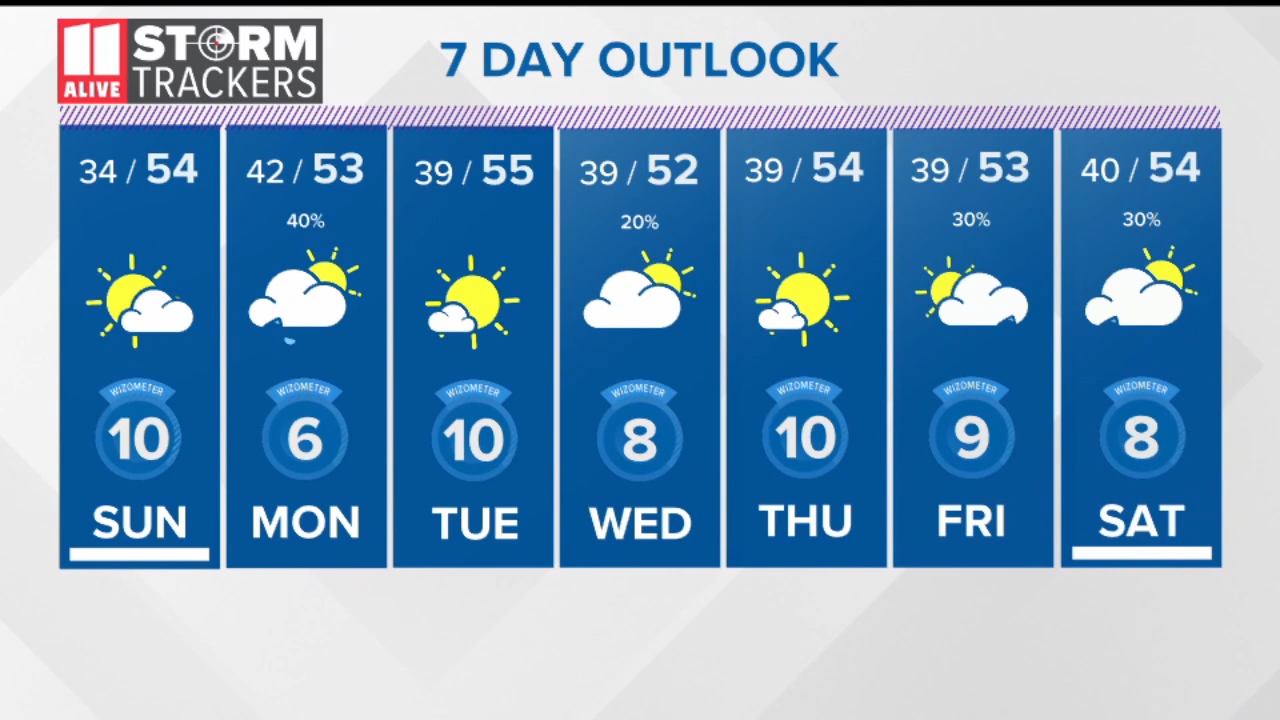 11 ALIVE
STORM TRACKERS
7 DAY OUTLOOK
34 / 54
WIZOMETER
10
SUN
42 / 53
40%
WIZOMETER
6
MON
39 / 55
WIZOMETER
10
TUE
39 / 52
20%
WIZOMETER
8
WED
39 / 54
WIZOMETER
10
THU
39 / 53
30%
WIZOMETER
9
FRI
40 / 54
30%
WIZOMETER
8
SAT